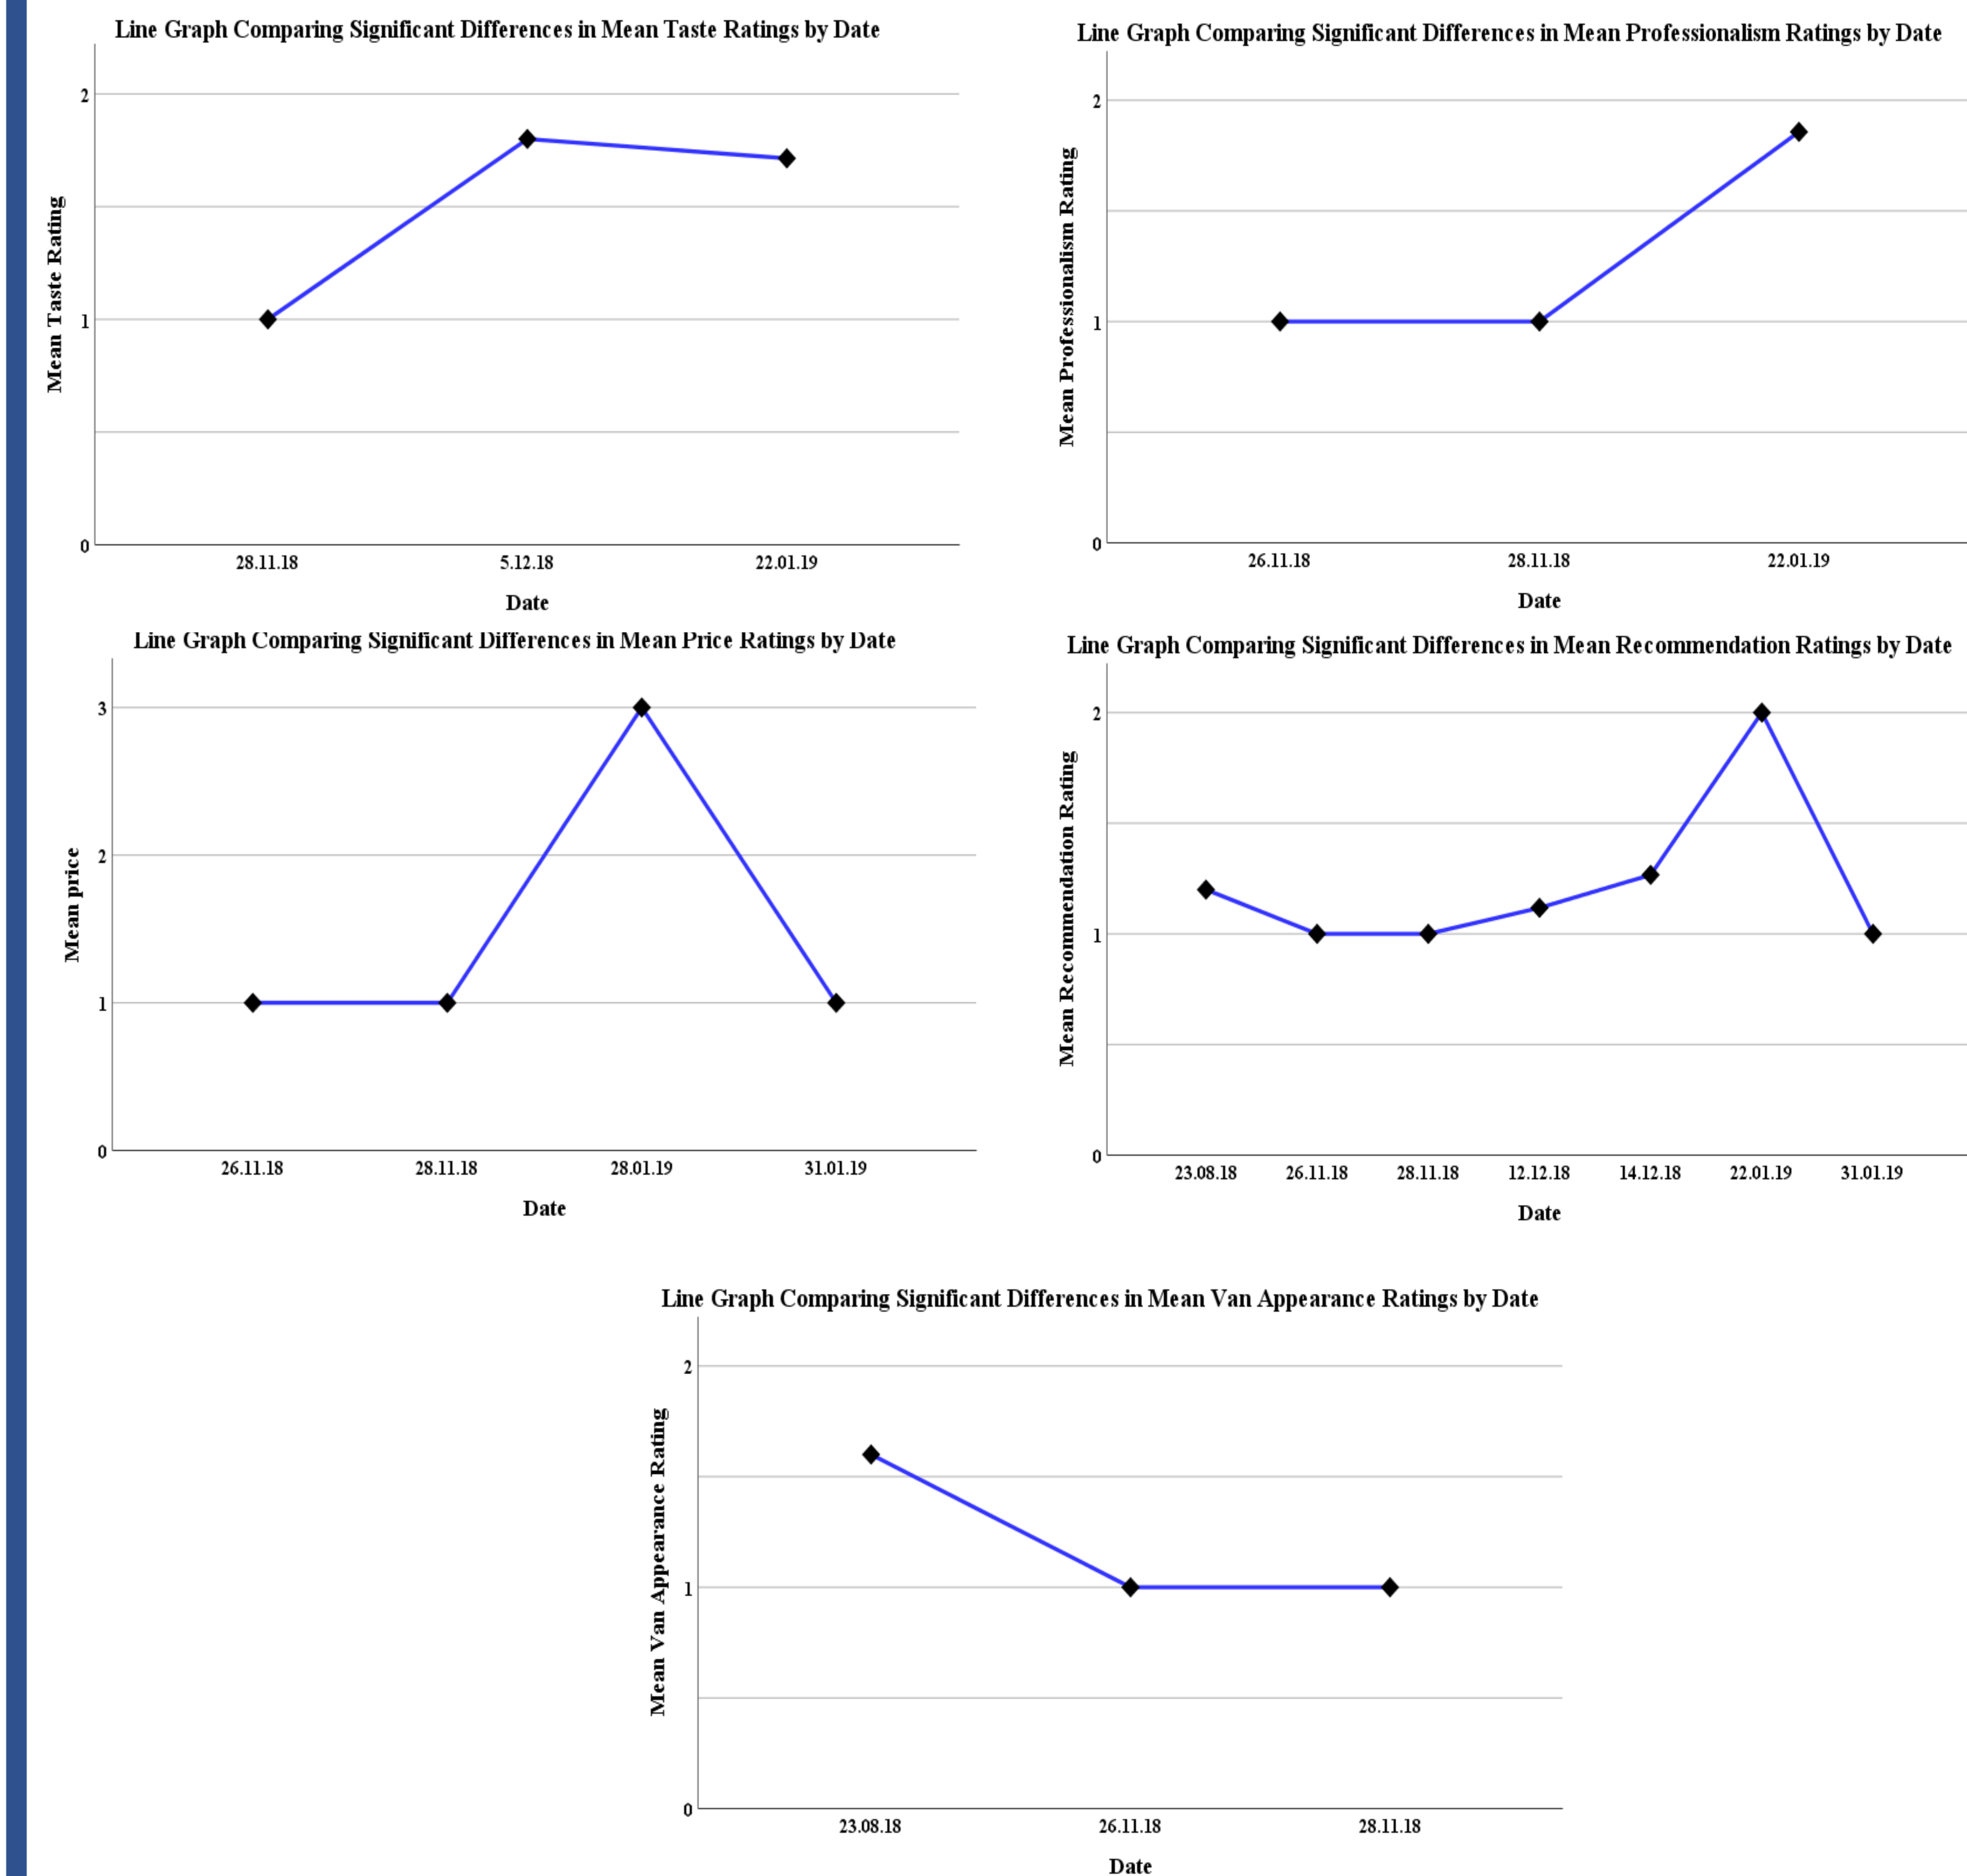 Line Graph Comparing Significant Differences in Mean Taste Ratings by Date
Mean Taste Rating
2
1
0
28.11.18 5.12.18 22.01.19
Date
Line Graph Comparing Significant Differences in Mean Professionalism Ratings by Date
Mean Professionalism Rating
2
1
0
26.11.18 28.11.18 22.01.19
Date
Line Graph Comparing Significant Differences in Mean Price Ratings by Date
Mean price
3
2
1
0
26.11.18 28.11.18 28.01.19 31.01.19
Date
Line Graph Comparing Significant Differences in Mean Recommendation Ratings by Date
Mean Recommendation Rating
2
1
0
23.08.18 26.11.18 28.11.18 12.12.18 14.12.18 22.01.19 31.01.19
Date
Line Graph Comparing Significant Differences in Mean Van Appearance Ratings by Date
Mean Van Appearance Rating
2
1
0
23.08.18 26.11.18 28.11.18
Date